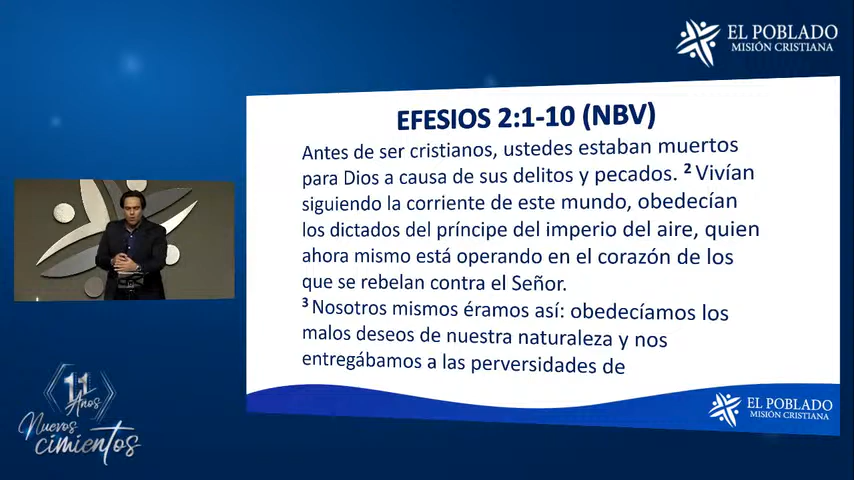 EL POBLADO
MISIÓN CRISTIANA
EFESIOS 2:1-10 (NBV)
Antes de ser cristianos, ustedes estaban muertos
para Dios a causa de sus delitos y pecados. ² Vivían
siguiendo la corriente de este mundo, obedecían
los dictados del príncipe del imperio del aire, quien
ahora mismo está operando en el corazón de los
que se rebelan contra el Señor.
³ Nosotros mismos éramos así: obedecíamos los
malos deseos de nuestra naturaleza y nos
entregábamos a las perversidades de
11
Años
Nuevos
cimientos
EL POBLADO
MISIÓN CRISTIANA